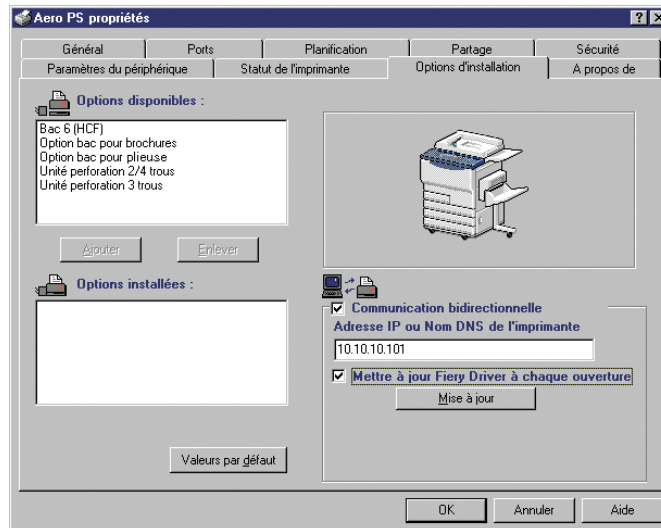 Aero PS propriétés
Général
Ports
Planification
Partage
Sécurité
Paramètres du périphérique
Statut de l'imprimante
Options d'installation
A propos de
Options disponibles :
Bac 6 (HCF)
Option bac pour brochures
Option bac pour plieuse
Unité perforation 2/4 trous
Unité perforation 3 trous
Ajouter
Enlever
Options installées :
Valeurs par défaut
Communication bidirectionnelle
Adresse IP ou Nom DNS de l'imprimante
10.10.10.101
Mettre à jour Fiery Driver à chaque ouverture
Mise à jour
OK
Annuler
Aide